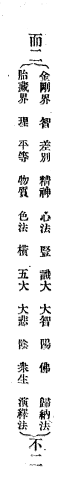 而二
金剛界 智 差別 精神 心法 竪 識大 大智 陽 佛 歸納法
胎藏界 理 平等 物質 色法 横 五大 大悲 陰 衆生 演繹法
不二